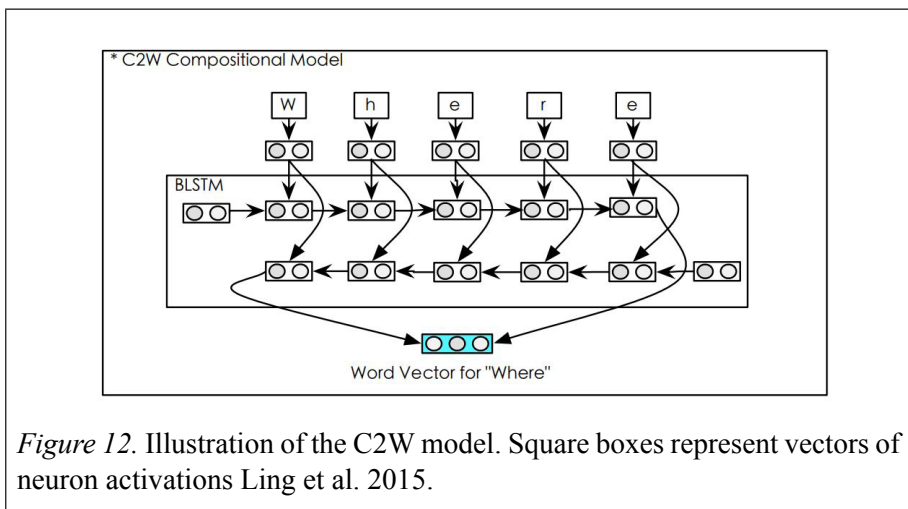 * C2W Compositional Model
W h e r e
BLSTM
Word Vector for "Where"
Figure 12. Illustration of the C2W model. Square boxes represent vectors of
neuron activations Ling et al. 2015.